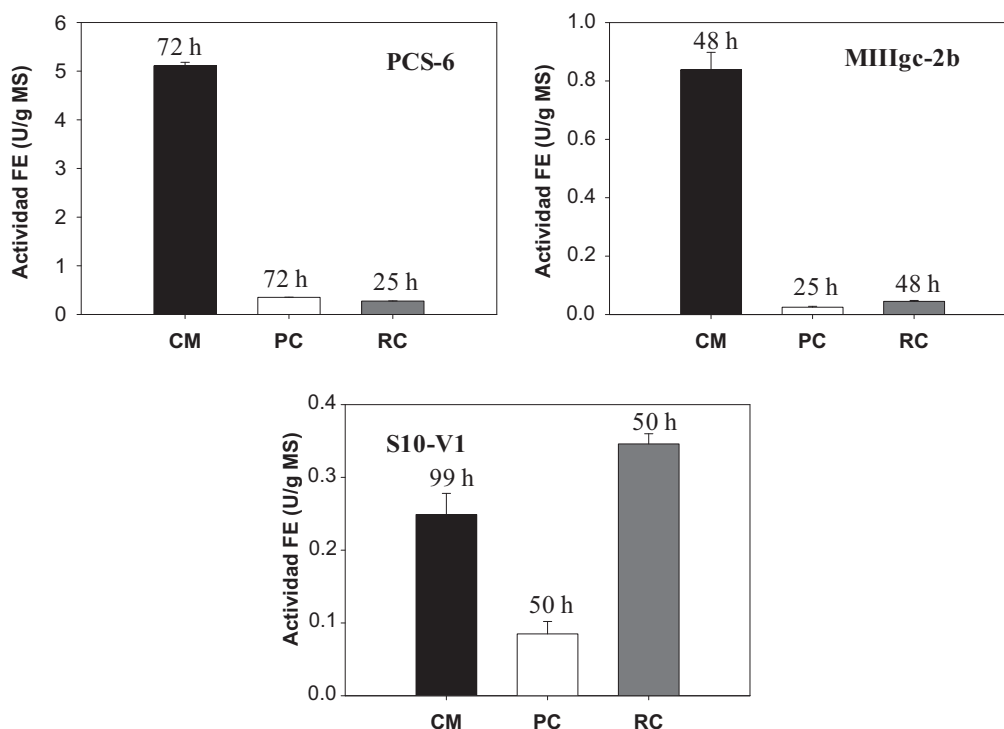 PCS-6
Actividad FE (U/g MS)
6
5
4
3
2
1
0
72 h
72 h
25 h
CM PC RC
MIIIgc-2b
Actividad FE (U/g MS)
1.0
0.8
0.6
0.4
0.2
0.0
48 h
25 h
48 h
CM PC RC
S10-V1
Actividad FE (U/g MS)
0.4
0.3
0.2
0.1
0.0
99 h
50 h
50 h
CM PC RC